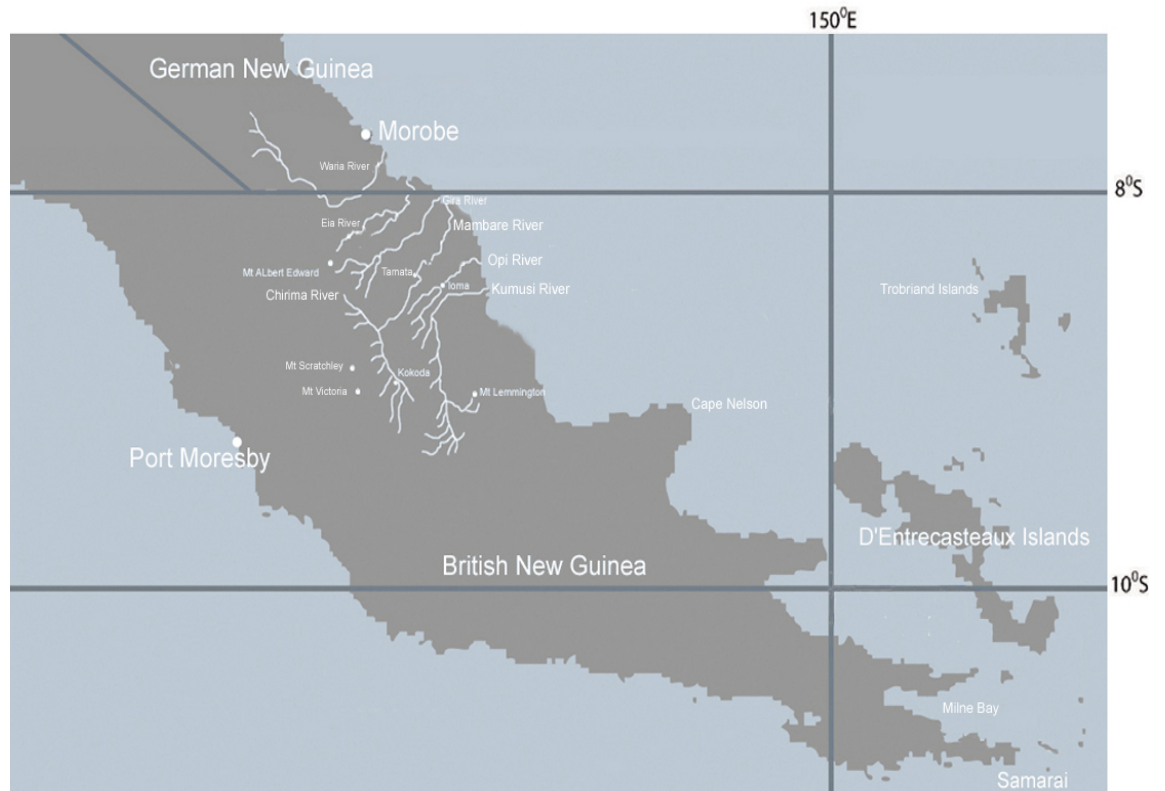 150⁰E
German New Guinea
Morobe
Waria River
8⁰S
Gira River
Eia River
Mambare River
Opi River
Mt ALbert Edward
Tamata
Ioma
Kumusi River
Chirima River
Trobriand Islands
Mt Scratchley
Kokoda
Mt Victoria
Mt Lemmington
Cape Nelson
Port Moresby
D'Entrecasteaux Islands
British New Guinea
10⁰S
Milne Bay
Samarai